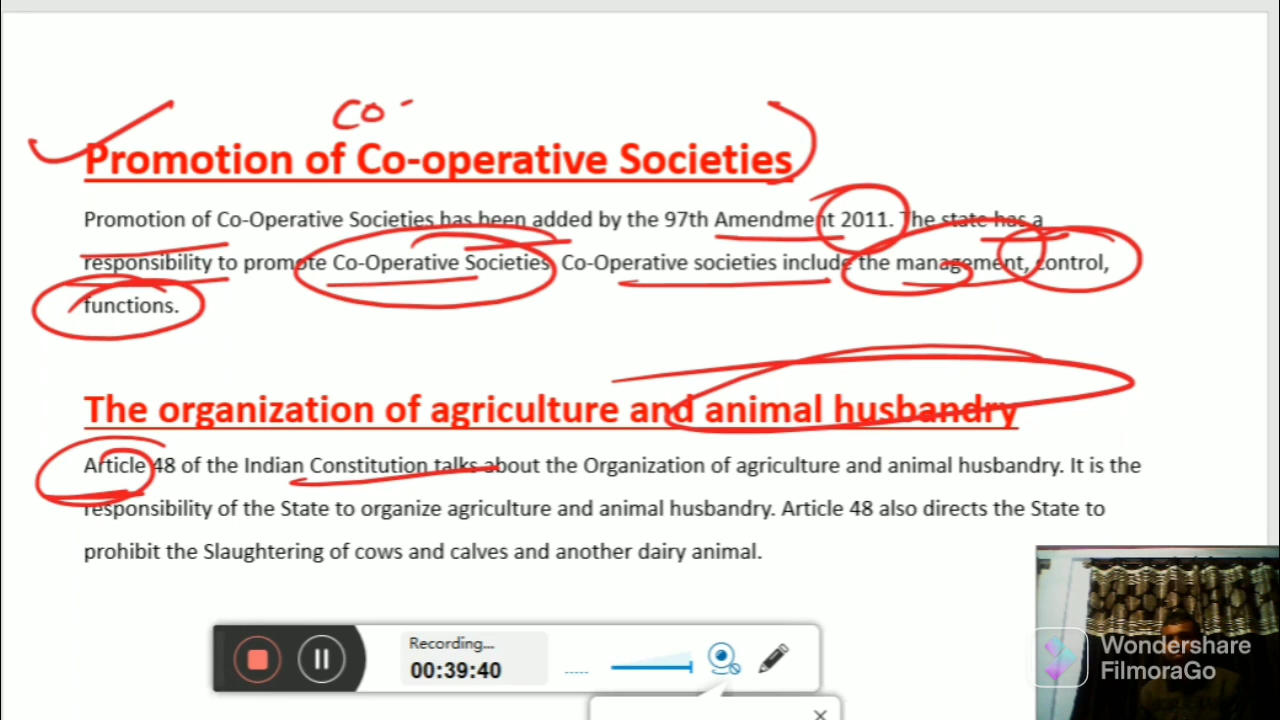 co-
Promotion of Co-operative Societies
Promotion of Co-Operative Societies has been added by the 97th Amendment 2011. The state has a
responsibility to promote Co-Operative Societies. Co-Operative societies include the management, control,
functions.
The organization of agriculture and animal husbandry
Article 48 of the Indian Constitution talks about the Organization of agriculture and animal husbandry. It is the
responsibility of the State to organize agriculture and animal husbandry. Article 48 also directs the State to
prohibit the Slaughtering of cows and calves and another dairy animal.
Recording...
00:39:40
Wondershare
FilmoraGo